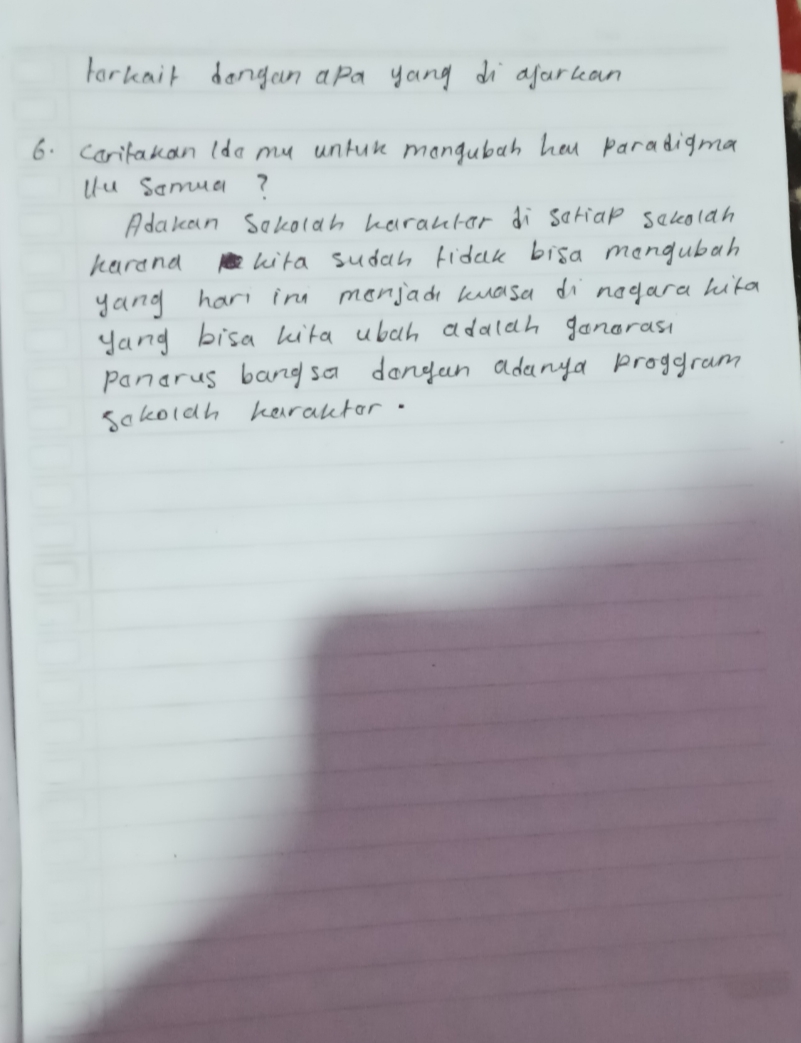 terkait dengan apa yang di ajarkan
6. Ceritakan Ide mu untuk mengubah paradigma
itu semua ?
Adakan Sekolah karakter di setiap sekolah
karena kita sudah tidak bisa mengubah
yang hari ini menjadi kuasa di negara kita
yang bisa kita ubah adalah generasi
Penerus bangsa dengan adanya Proggram
Sekolah karakter.